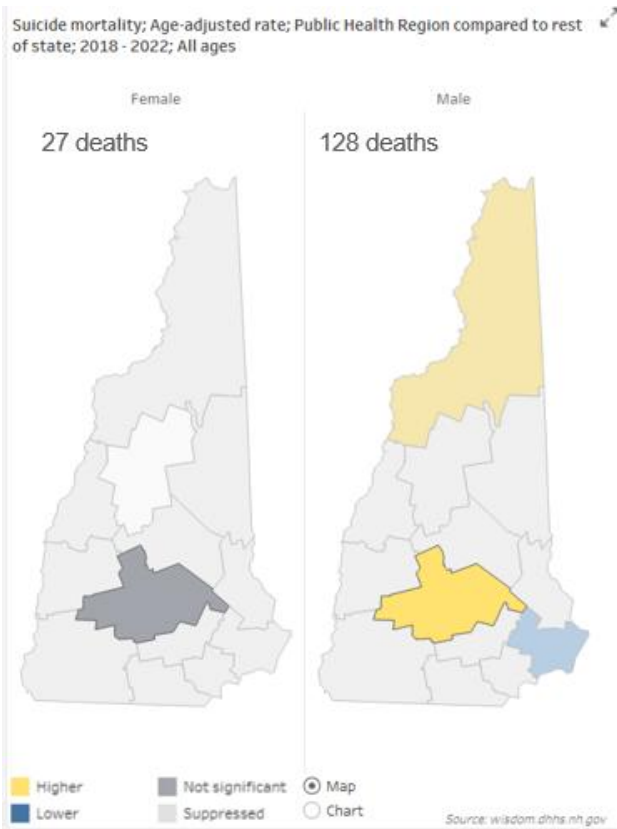 Suicide mortality; Age-adjusted rate; Public Health Region compared to rest
of state; 2018 - 2022; All ages
Female
Male
27 deaths
128 deaths
Higher
Not significant
Map
Lower
Suppressed
Chart
Source: wisdom.dhhs.nh.gov